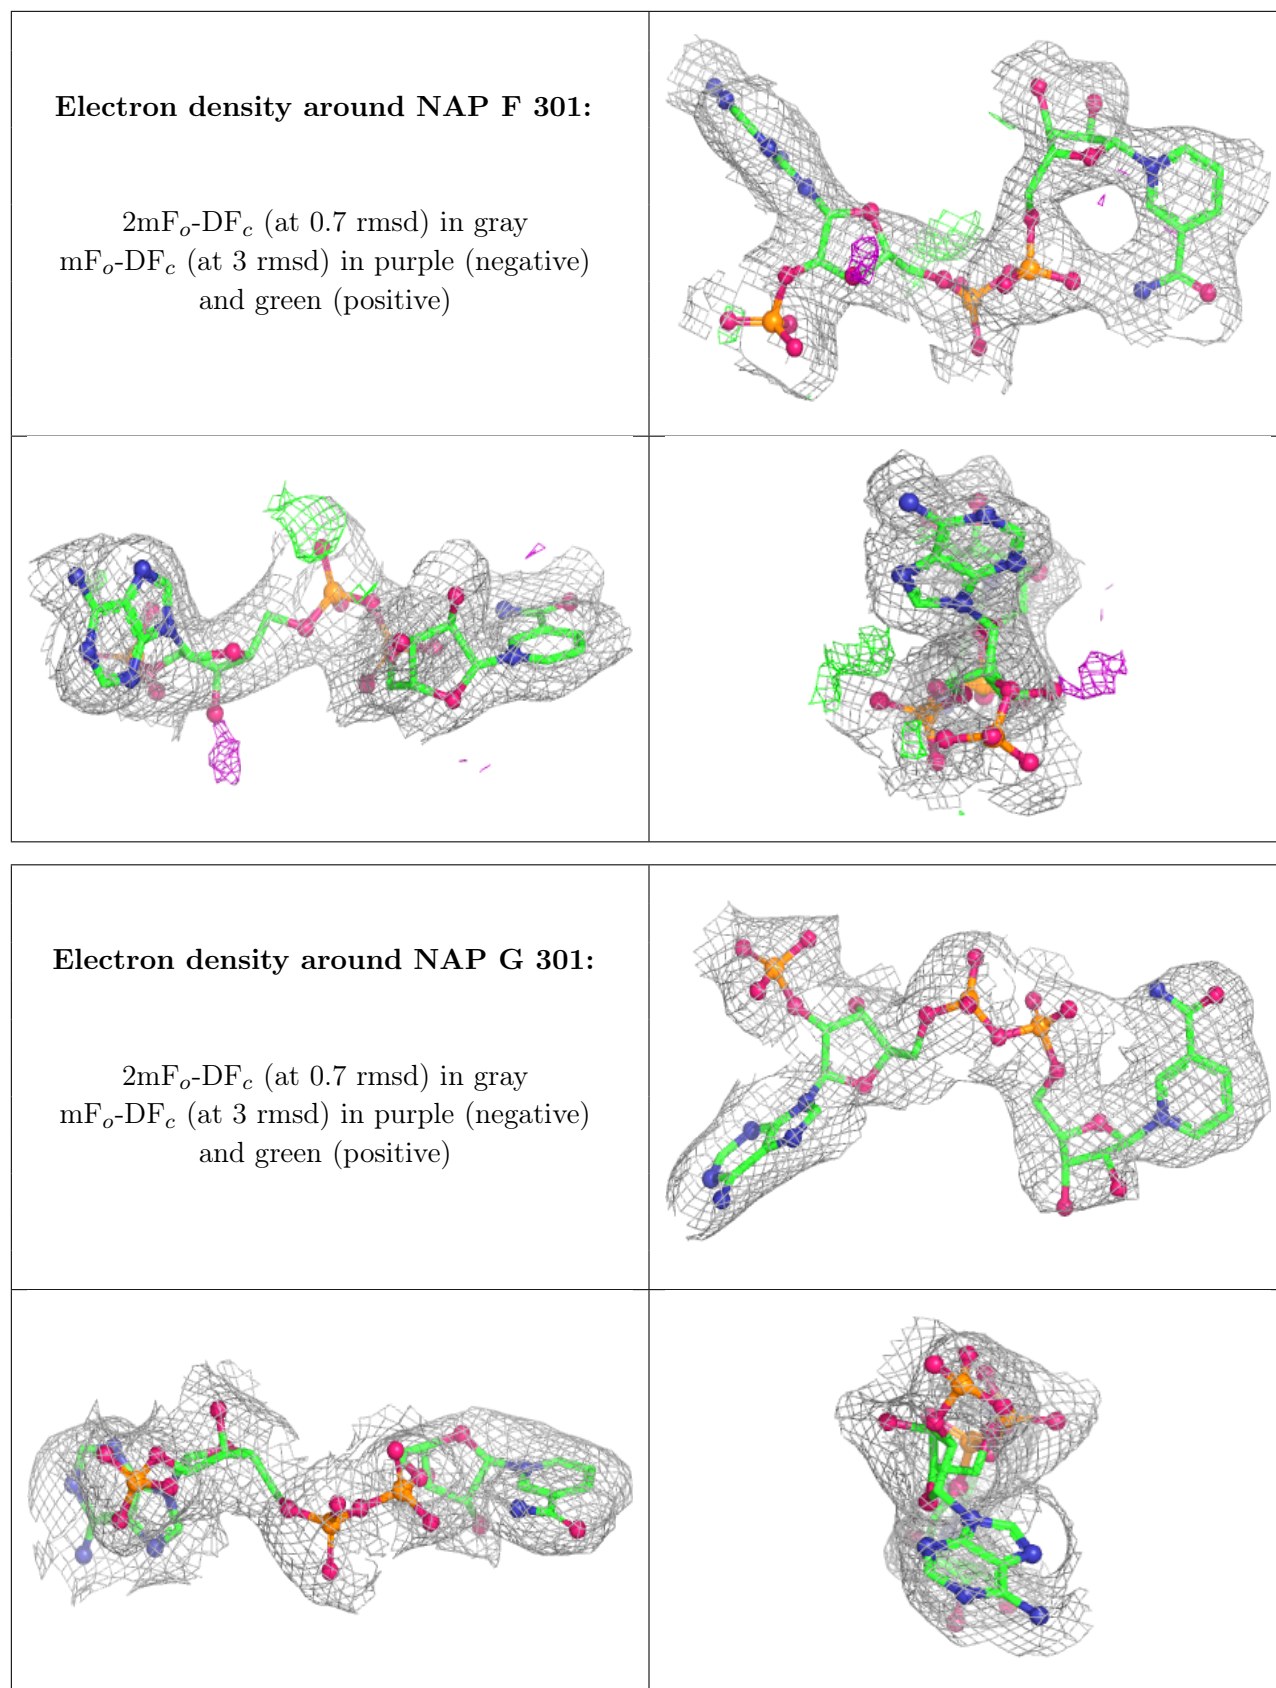 Electron density around NAP F 301:
2mFo-DFc (at 0.7 rmsd) in gray
mFo-DFc (at 3 rmsd) in purple (negative)
and green (positive)
Electron density around NAP G 301:
2mFo-DFc (at 0.7 rmsd) in gray
mFo-DFc (at 3 rmsd) in purple (negative)
and green (positive)